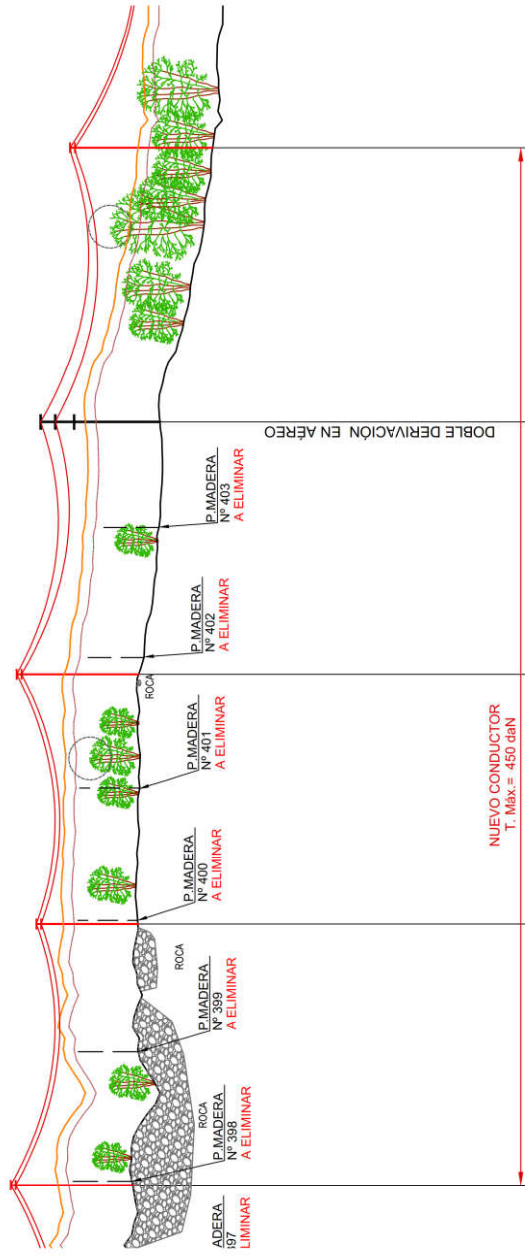 ADERA
397
LIMINAR
P.MADERA
Nº 398
A ELIMINAR
ROCA
P.MADERA
Nº 399
A ELIMINAR
ROCA
P.MADERA
Nº 400
A ELIMINAR
P.MADERA
Nº 401
A ELIMINAR
ROCA
P.MADERA
Nº 402
A ELIMINAR
P.MADERA
Nº 403
A ELIMINAR
DOBLE DERIVACIÓN EN AÉREO
NUEVO CONDUCTOR
T. Máx.= 450 daN